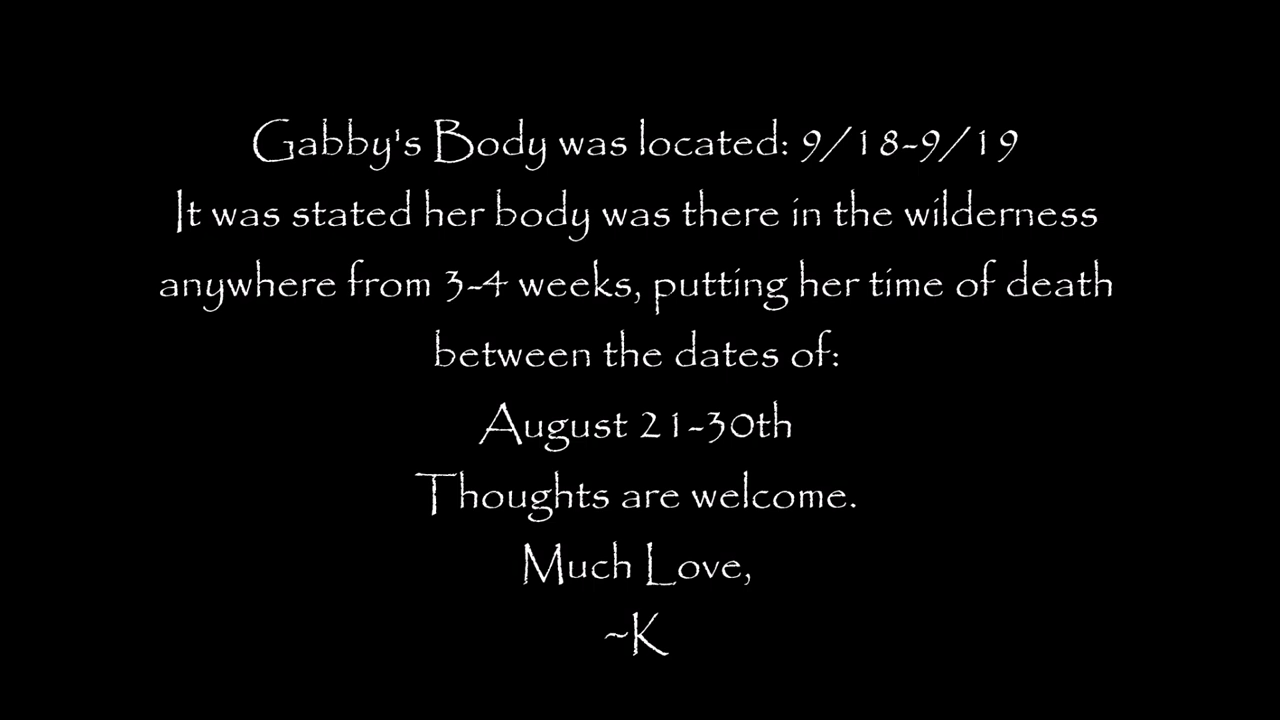 Gabby's Body was located: 9/18-9/19
It was stated her body was there in the wilderness
anywhere from 3-4 weeks, putting her time of death
between the dates of:
August 21-30th
Thoughts are welcome.
Much Love,
~K